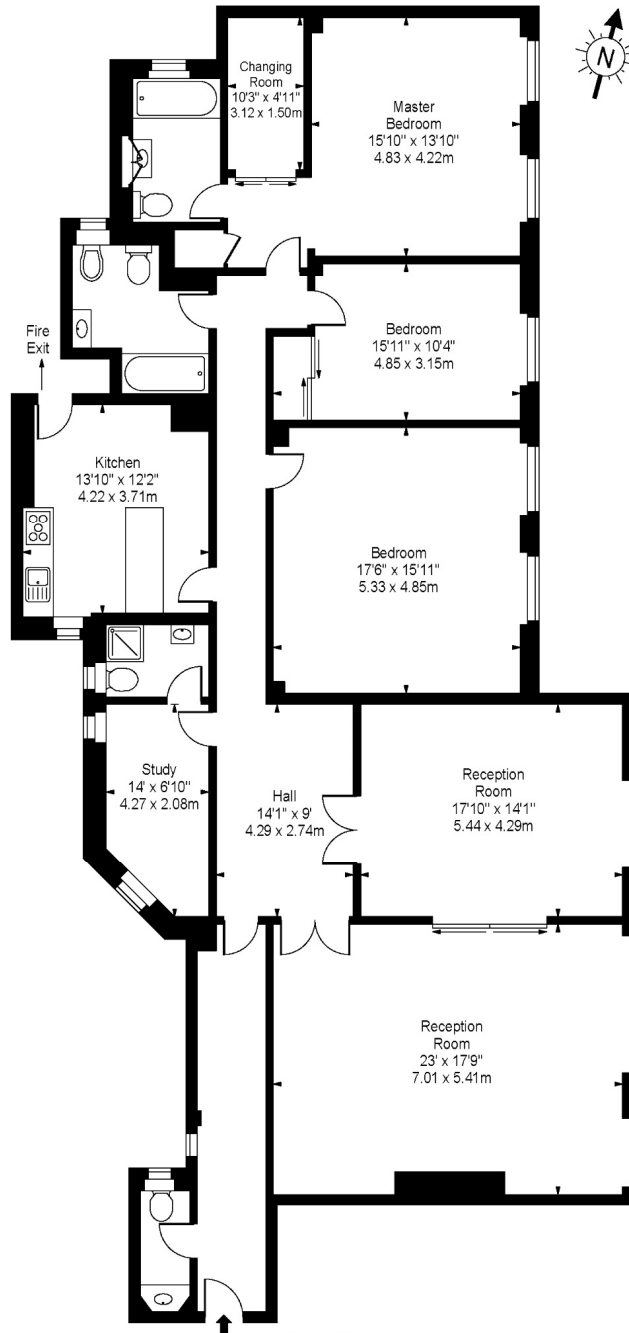 N
Changing
Room
10'3" x 4'11"
3.12 x 1.50m
Master
Bedroom
15'10" x 13'10"
4.83 x 4.22m
Fire
Exit
Bedroom
15'11" x 10'4"
4.85 x 3.15m
Kitchen
13'10" x 12'2"
4.22 x 3.71m
Bedroom
17'6" x 15'11"
5.33 x 4.85m
Study
14' x 6'10"
4.27 x 2.08m
Hall
14'1" x 9'
4.29 x 2.74m
Reception
Room
17'10" x 14'1"
5.44 x 4.29m
Reception
Room
23' x 17'9"
7.01 x 5.41m